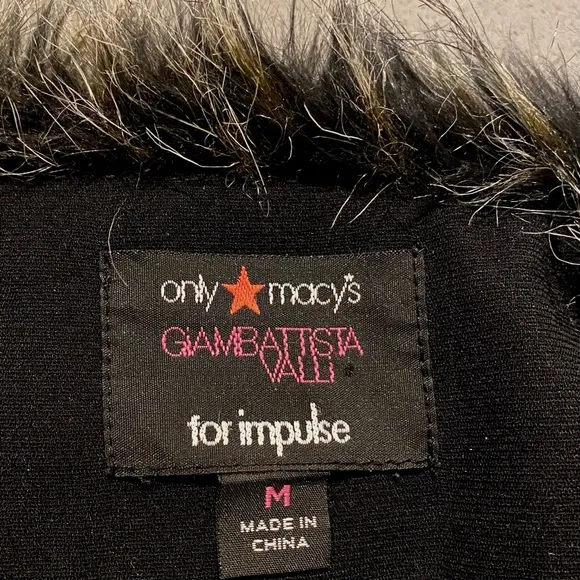 only macy's
GIAMBATTISTA
VALLI
for impulse
M
MADE IN
CHINA